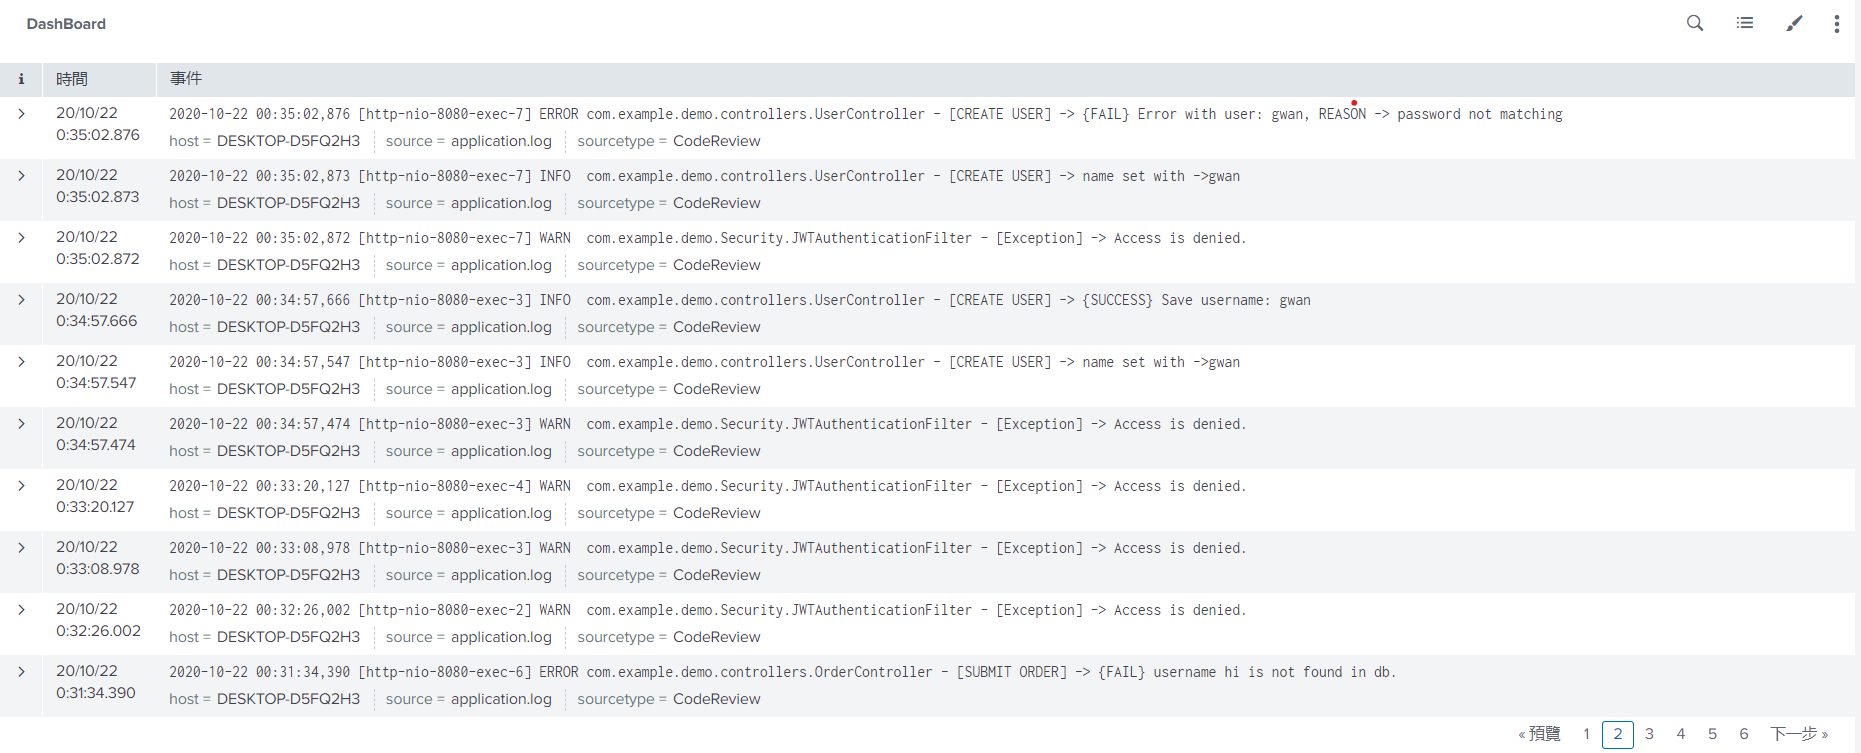 DashBoard
i 時間 事件
20/10/22 2020-10-22 00:35:02,876 [http-nio-8080-exec-7] ERROR com.example.demo.controllers.UserController - [CREATE USER] -> {FAIL} Error with user: gwan, REASON -> password not matching
0:35:02.876 host = DESKTOP-D5FQ2H3 source = application.log sourcetype = CodeReview
20/10/22 2020-10-22 00:35:02,873 [http-nio-8080-exec-7] INFO  com.example.demo.controllers.UserController - [CREATE USER] -> name set with ->gwan
0:35:02.873 host = DESKTOP-D5FQ2H3 source = application.log sourcetype = CodeReview
20/10/22 2020-10-22 00:35:02,872 [http-nio-8080-exec-7] WARN  com.example.demo.Security.JWTAuthenticationFilter - [Exception] -> Access is denied.
0:35:02.872 host = DESKTOP-D5FQ2H3 source = application.log sourcetype = CodeReview
20/10/22 2020-10-22 00:34:57,666 [http-nio-8080-exec-3] INFO  com.example.demo.controllers.UserController - [CREATE USER] -> {SUCCESS} Save username: gwan
0:34:57.666 host = DESKTOP-D5FQ2H3 source = application.log sourcetype = CodeReview
20/10/22 2020-10-22 00:34:57,547 [http-nio-8080-exec-3] INFO  com.example.demo.controllers.UserController - [CREATE USER] -> name set with ->gwan
0:34:57.547 host = DESKTOP-D5FQ2H3 source = application.log sourcetype = CodeReview
20/10/22 2020-10-22 00:34:57,474 [http-nio-8080-exec-3] WARN  com.example.demo.Security.JWTAuthenticationFilter - [Exception] -> Access is denied.
0:34:57.474 host = DESKTOP-D5FQ2H3 source = application.log sourcetype = CodeReview
20/10/22 2020-10-22 00:33:20,127 [http-nio-8080-exec-4] WARN  com.example.demo.Security.JWTAuthenticationFilter - [Exception] -> Access is denied.
0:33:20.127 host = DESKTOP-D5FQ2H3 source = application.log sourcetype = CodeReview
20/10/22 2020-10-22 00:33:08,978 [http-nio-8080-exec-3] WARN  com.example.demo.Security.JWTAuthenticationFilter - [Exception] -> Access is denied.
0:33:08.978 host = DESKTOP-D5FQ2H3 source = application.log sourcetype = CodeReview
20/10/22 2020-10-22 00:32:26,002 [http-nio-8080-exec-2] WARN  com.example.demo.Security.JWTAuthenticationFilter - [Exception] -> Access is denied.
0:32:26.002 host = DESKTOP-D5FQ2H3 source = application.log sourcetype = CodeReview
20/10/22 2020-10-22 00:31:34,390 [http-nio-8080-exec-6] ERROR com.example.demo.controllers.OrderController - [SUBMIT ORDER] -> {FAIL} username hi is not found in db.
0:31:34.390 host = DESKTOP-D5FQ2H3 source = application.log sourcetype = CodeReview
« 預覽 1 2 3 4 5 6 下一步 »